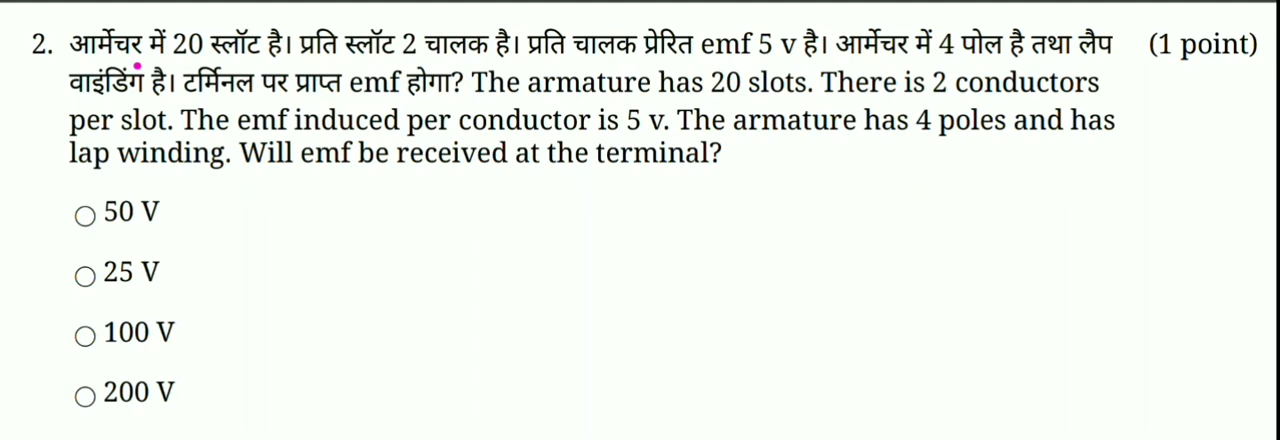 2. आर्मेचर में 20 स्लॉट है। प्रति स्लॉट 2 चालक है। प्रति चालक प्रेरित emf 5 v है। आर्मेचर में 4 पोल है तथा लैप (1 point)
वाइंडिंग है। टर्मिनल पर प्राप्त emf होगा? The armature has 20 slots. There is 2 conductors
per slot. The emf induced per conductor is 5 v. The armature has 4 poles and has
lap winding. Will emf be received at the terminal?
50 V
25 V
100 V
200 V